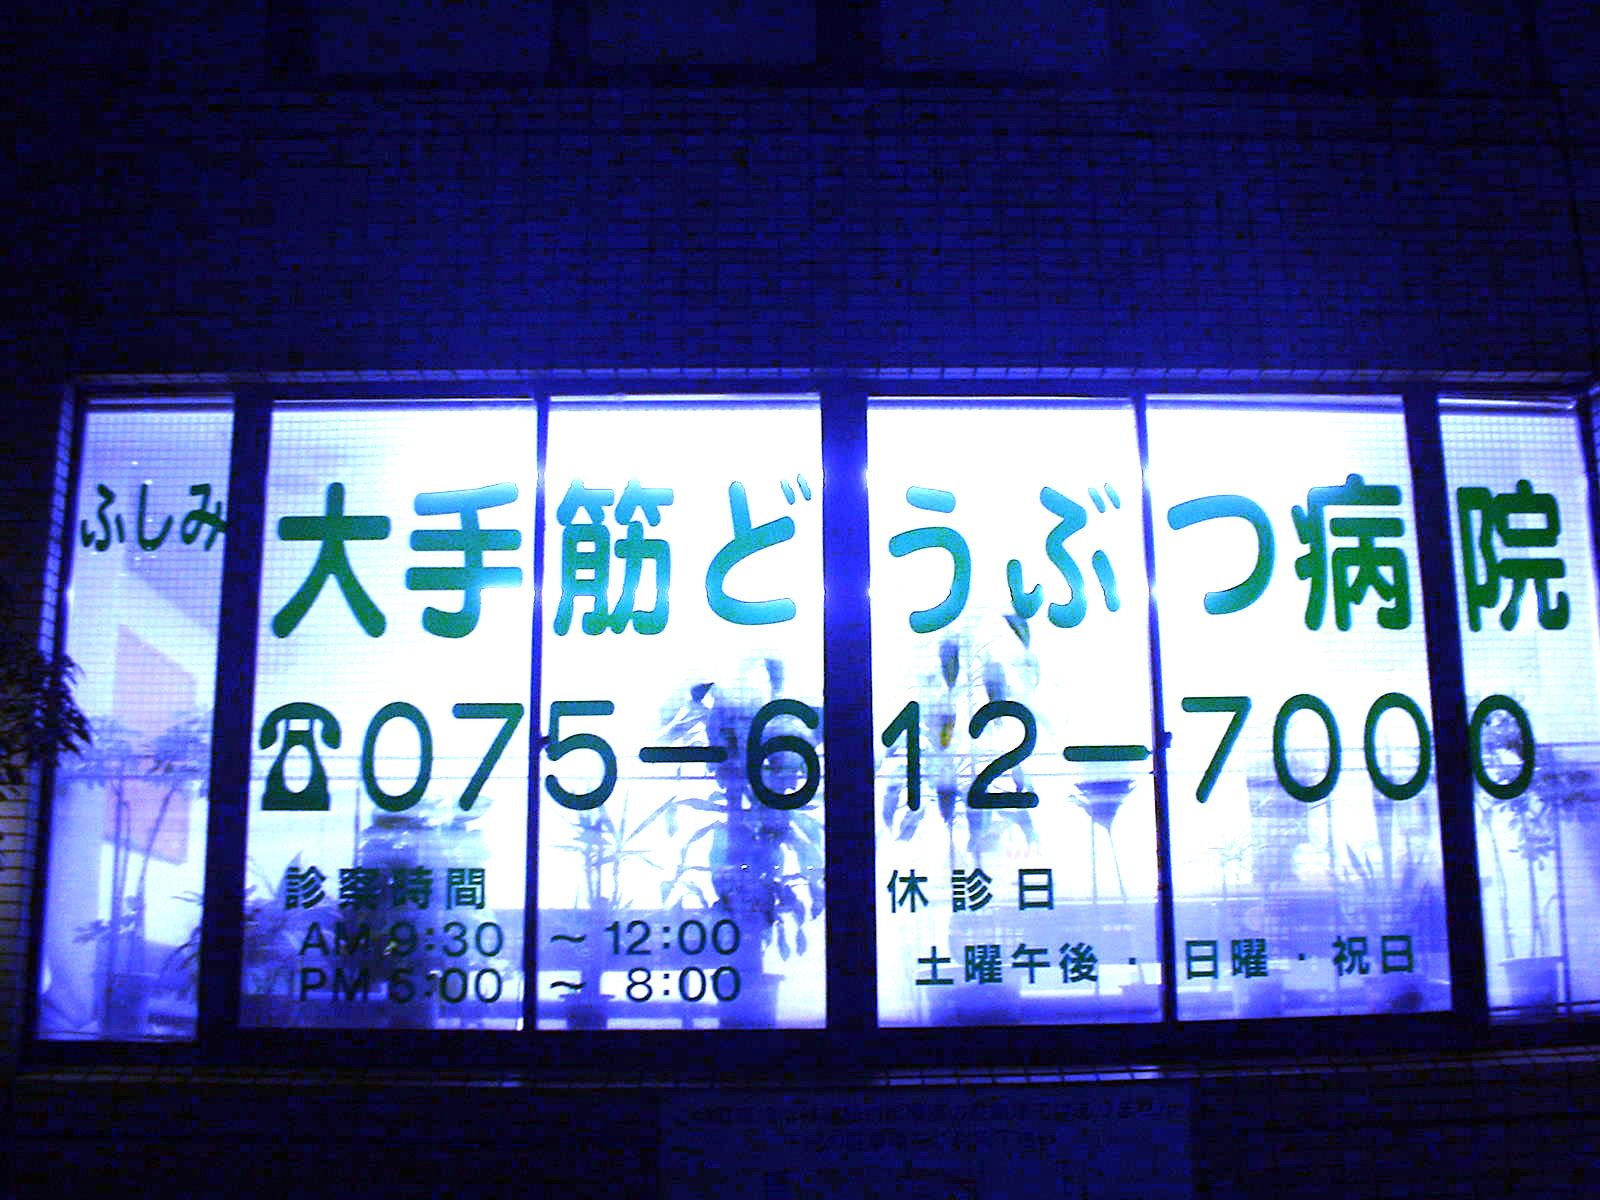 ふしみ 大手筋どうぶつ病院
☎075-612-7000
診察時間
AM 9:30 ～ 12:00
PM 5:00 ～ 8:00
休診日
土曜午後・日曜・祝日